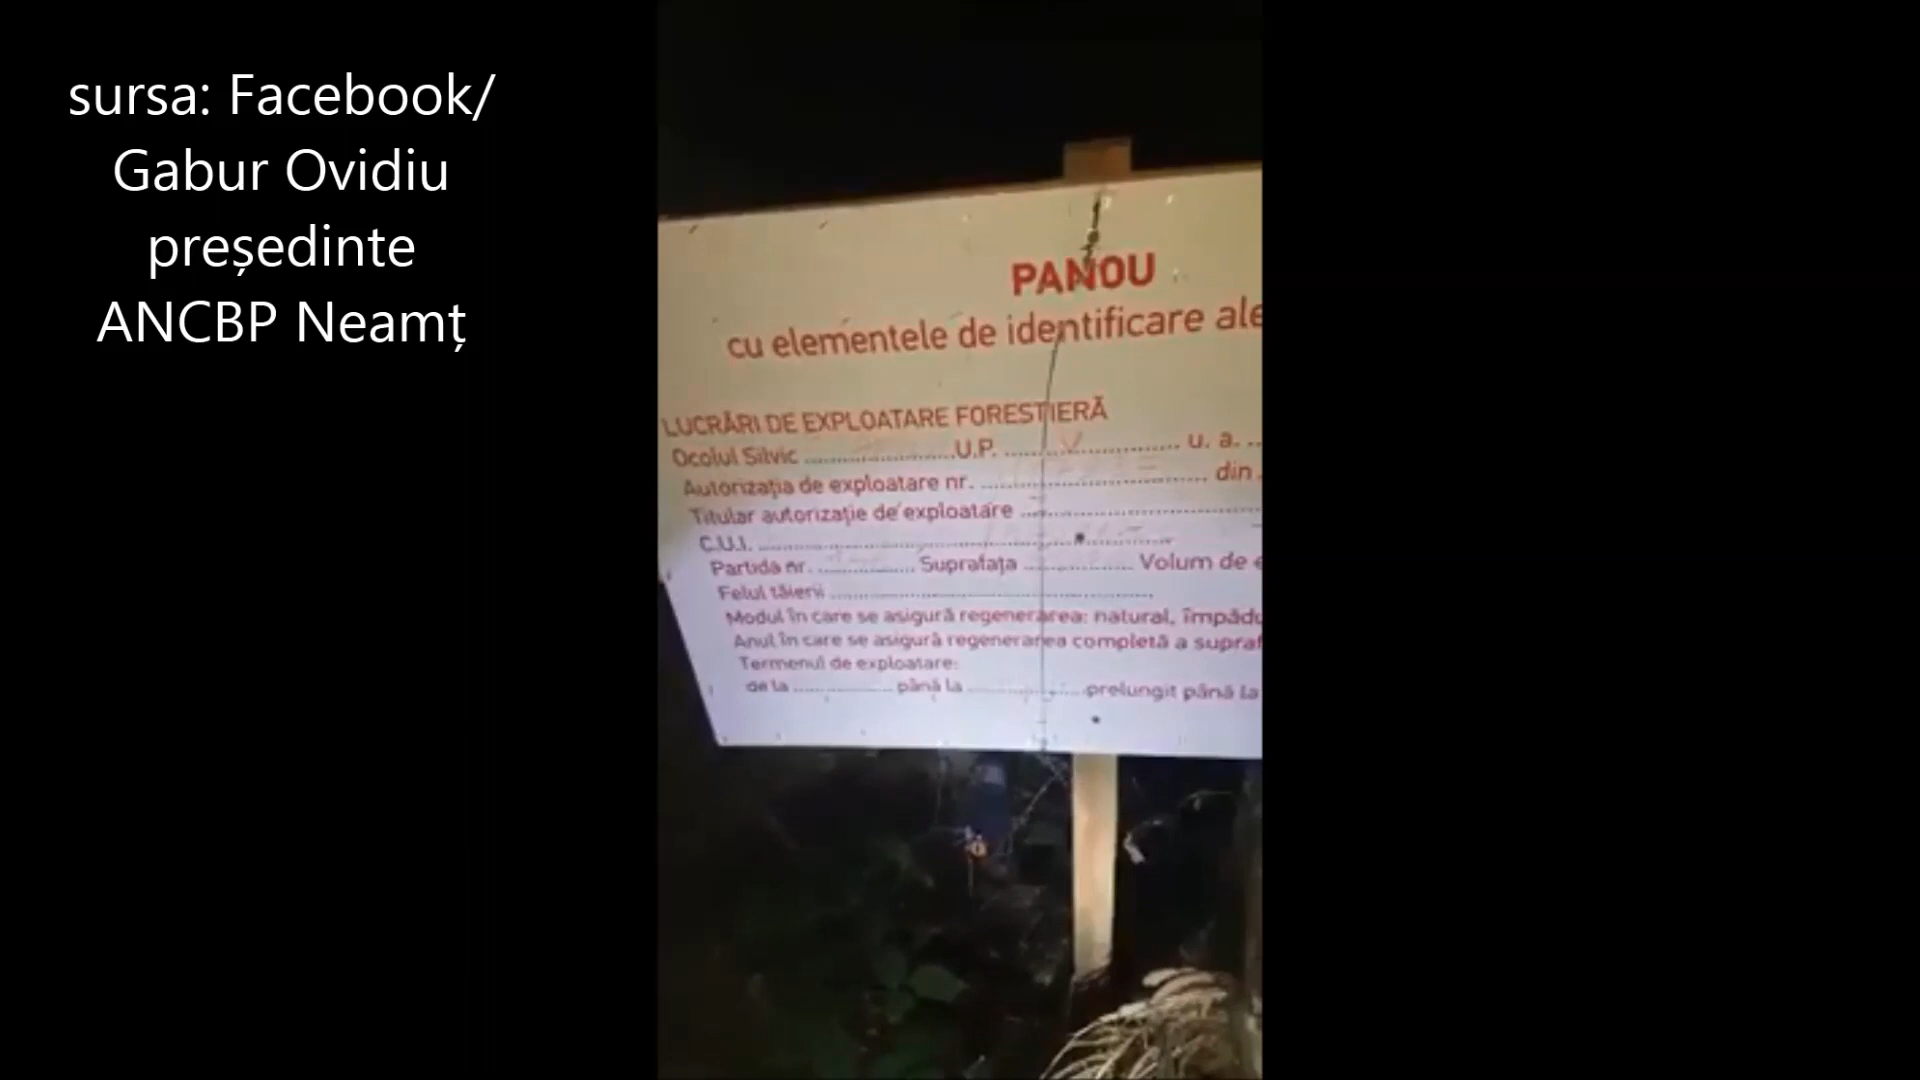 sursa: Facebook/
Gabur Ovidiu
președinte
ANCBP Neamț
PANOU
cu elementele de identificare ale
LUCRĂRI DE EXPLOATARE FORESTIERĂ
Ocolul Silvic ........................ U.P. ........ V ............... u. a. ..
Autorizația de exploatare nr. .................................... din .
Titular autorizație de exploatare ......................................
C.U.I. ..................................................................
Partida nr. ............... Suprafața ................. Volum de e
Felul tăierii .....................................................
Modul în care se asigură regenerarea: natural, împădu
Anul în care se asigură regenerarea completă a supraf
Termenul de exploatare:
de la ................ până la .................. prelungit până la